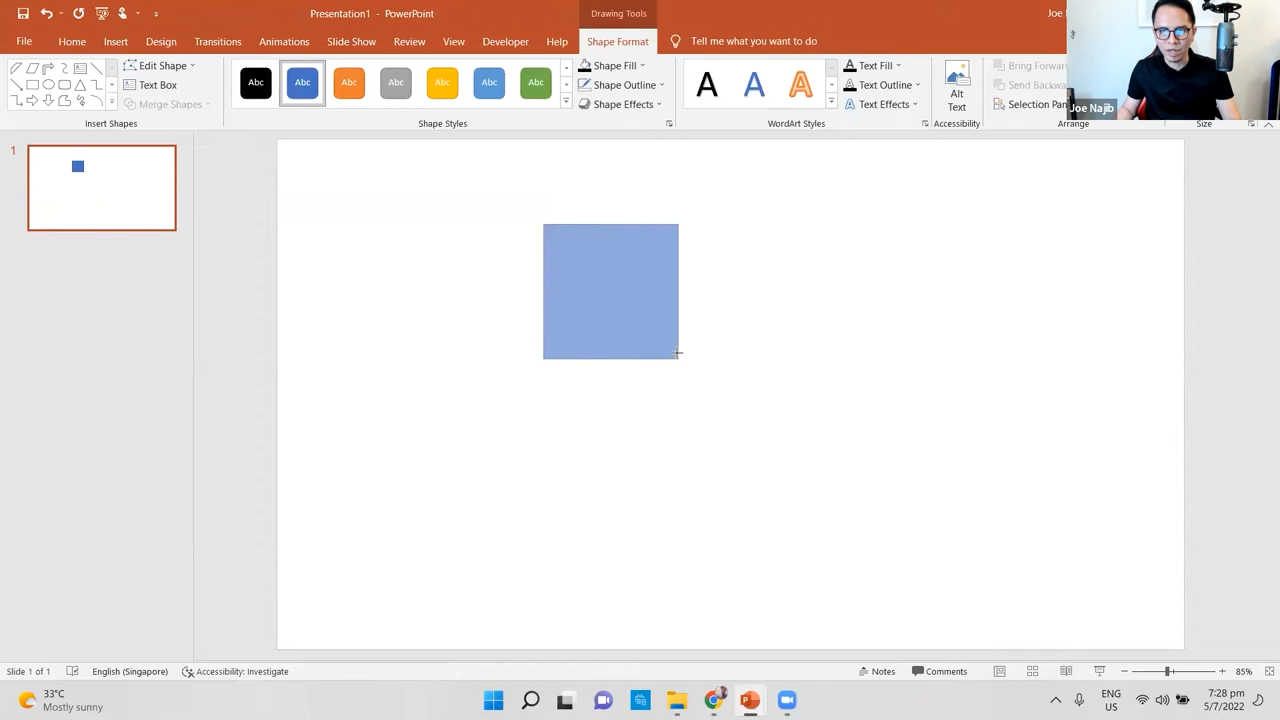 Presentation1 - PowerPoint
Drawing Tools
Joe
File Home Insert Design Transitions Animations Slide Show Review View Developer Help Shape Format Tell me what you want to do
Edit Shape
Text Box
Merge Shapes
Insert Shapes
Abc Abc Abc Abc Abc Abc Abc
Shape Fill
Shape Outline
Shape Effects
Shape Styles
A A A
Text Fill
Text Outline
Text Effects
WordArt Styles
Alt
Text
Accessibility
Bring Forwar
Send Backwa
Selection Pan
Arrange
Size
Joe Najib
1
Slide 1 of 1 English (Singapore) Accessibility: Investigate Notes Comments 85%
33°C
Mostly sunny
ENG
US
7:28 pm
5/7/2022